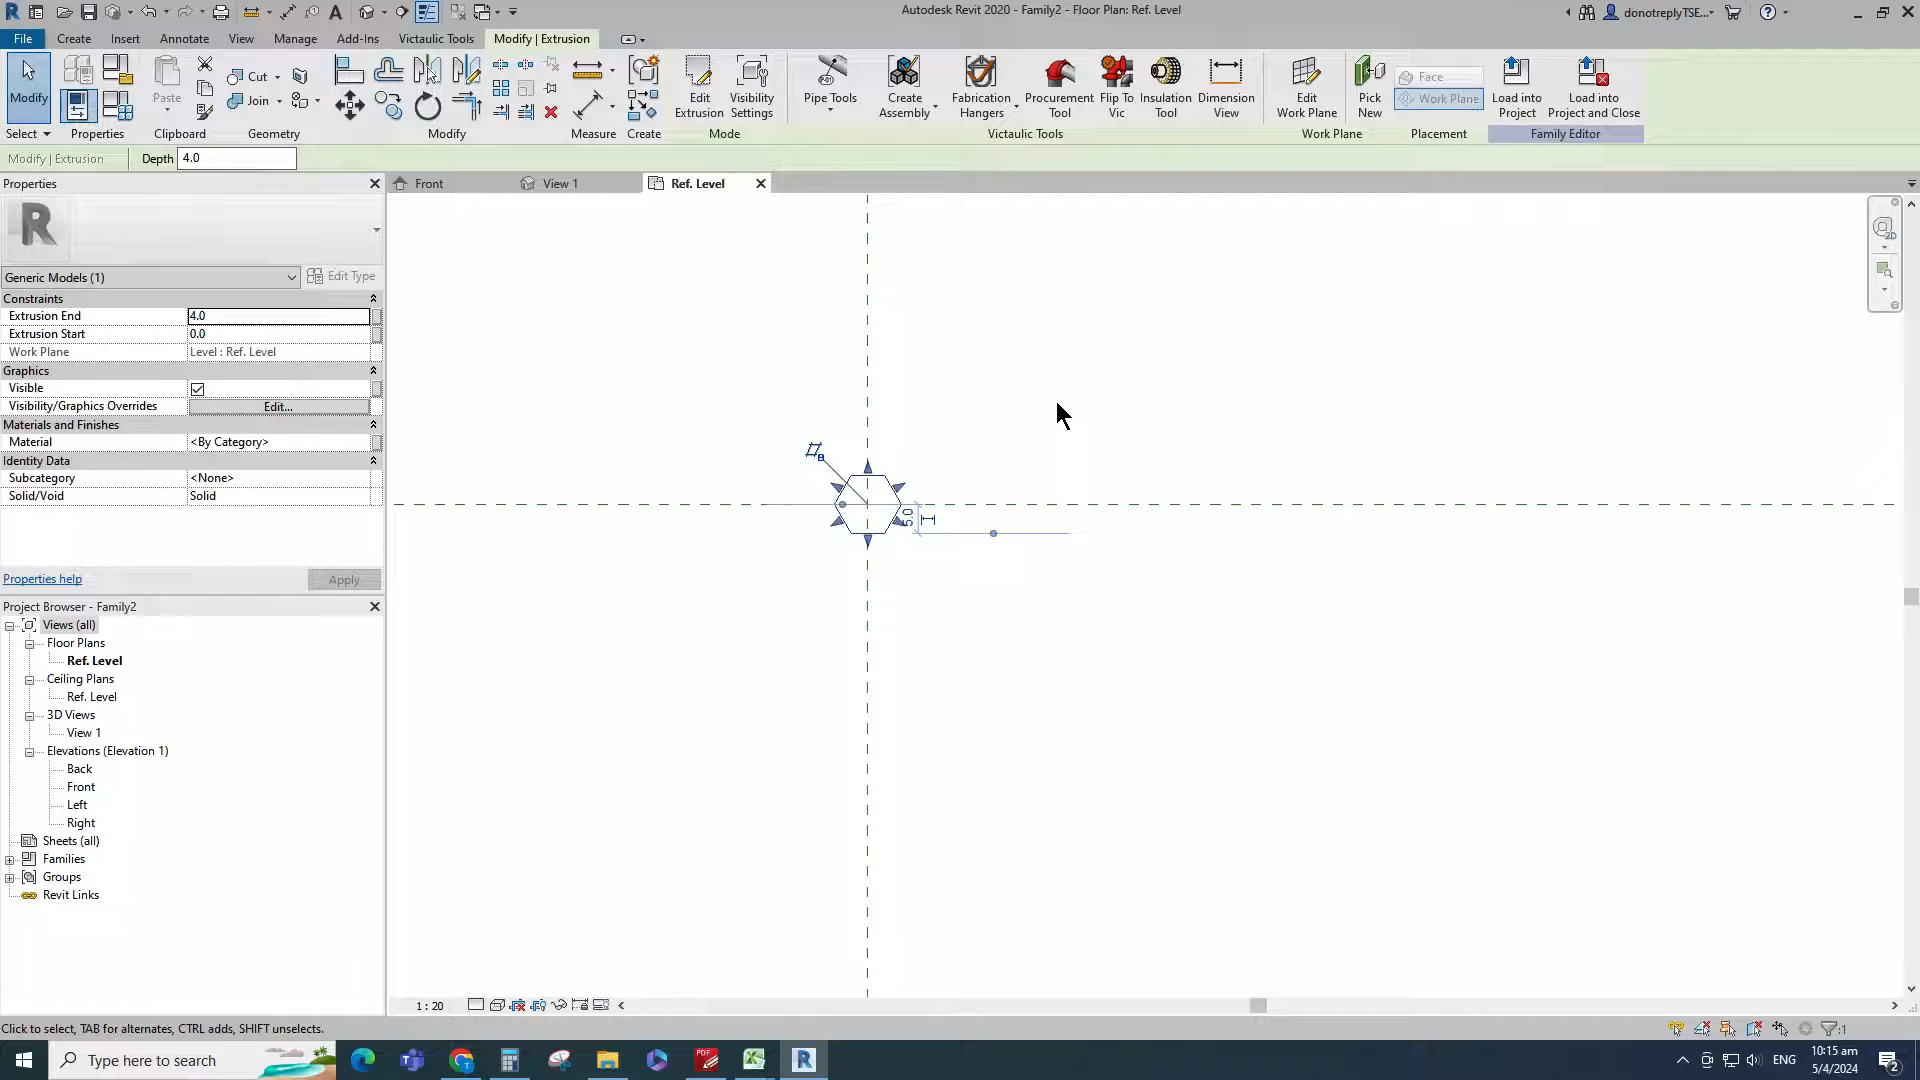 Autodesk Revit 2020 - Family2 - Floor Plan: Ref. Level
donotreplyTSE...
File
Create
Insert
Annotate
View
Manage
Add-Ins
Victaulic Tools
Modify | Extrusion
Modify
Paste
Cut
Join
Edit
Extrusion
Visibility
Settings
Pipe Tools
Create
Assembly
Fabrication
Hangers
Procurement
Tool
Flip To
Vic
Insulation
Tool
Dimension
View
Edit
Work Plane
Pick
New
Face
Work Plane
Load into
Project
Load into
Project and Close
Select
Properties
Clipboard
Geometry
Modify
Measure
Create
Mode
Victaulic Tools
Work Plane
Placement
Family Editor
Modify | Extrusion
Depth 4.0
Properties
Front
View 1
Ref. Level
R
Generic Models (1)
Edit Type
Constraints
Extrusion End 4.0
Extrusion Start 0.0
Work Plane Level : Ref. Level
Graphics
Visible
Visibility/Graphics Overrides Edit...
Materials and Finishes
Material <By Category>
Identity Data
Subcategory <None>
Solid/Void Solid
5.0
Properties help
Apply
Project Browser - Family2
Views (all)
Floor Plans
Ref. Level
Ceiling Plans
Ref. Level
3D Views
View 1
Elevations (Elevation 1)
Back
Front
Left
Right
Sheets (all)
Families
Groups
Revit Links
1 : 20
Click to select, TAB for alternates, CTRL adds, SHIFT unselects.
:1
Type here to search
ENG
10:15 am
5/4/2024
2